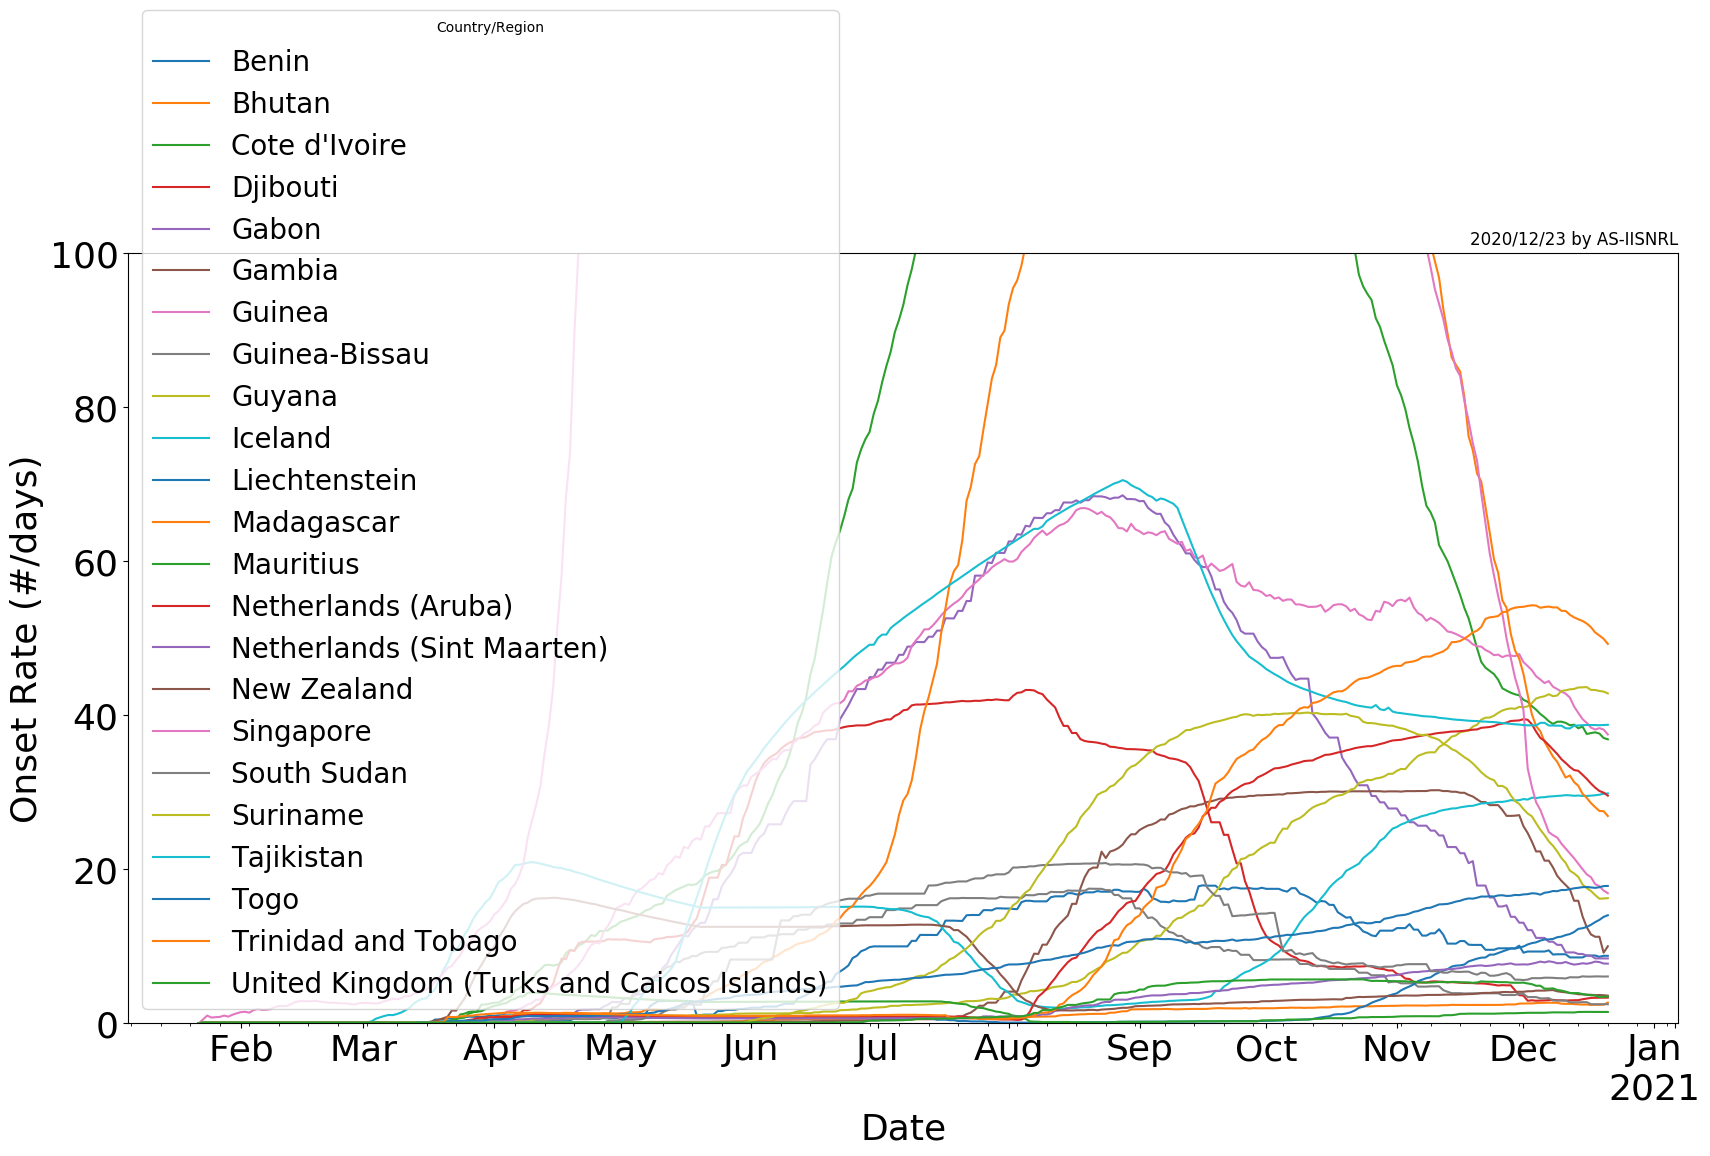 Country/Region
Benin
Bhutan
Cote d'Ivoire
Djibouti
Gabon
Gambia
Guinea
Guinea-Bissau
Guyana
Iceland
Liechtenstein
Madagascar
Mauritius
Netherlands (Aruba)
Netherlands (Sint Maarten)
New Zealand
Singapore
South Sudan
Suriname
Tajikistan
Togo
Trinidad and Tobago
United Kingdom (Turks and Caicos Islands)
2020/12/23 by AS-IISNRL
100
80
60
40
20
0
Onset Rate (#/days)
Feb Mar Apr May Jun Jul Aug Sep Oct Nov Dec Jan
2021
Date